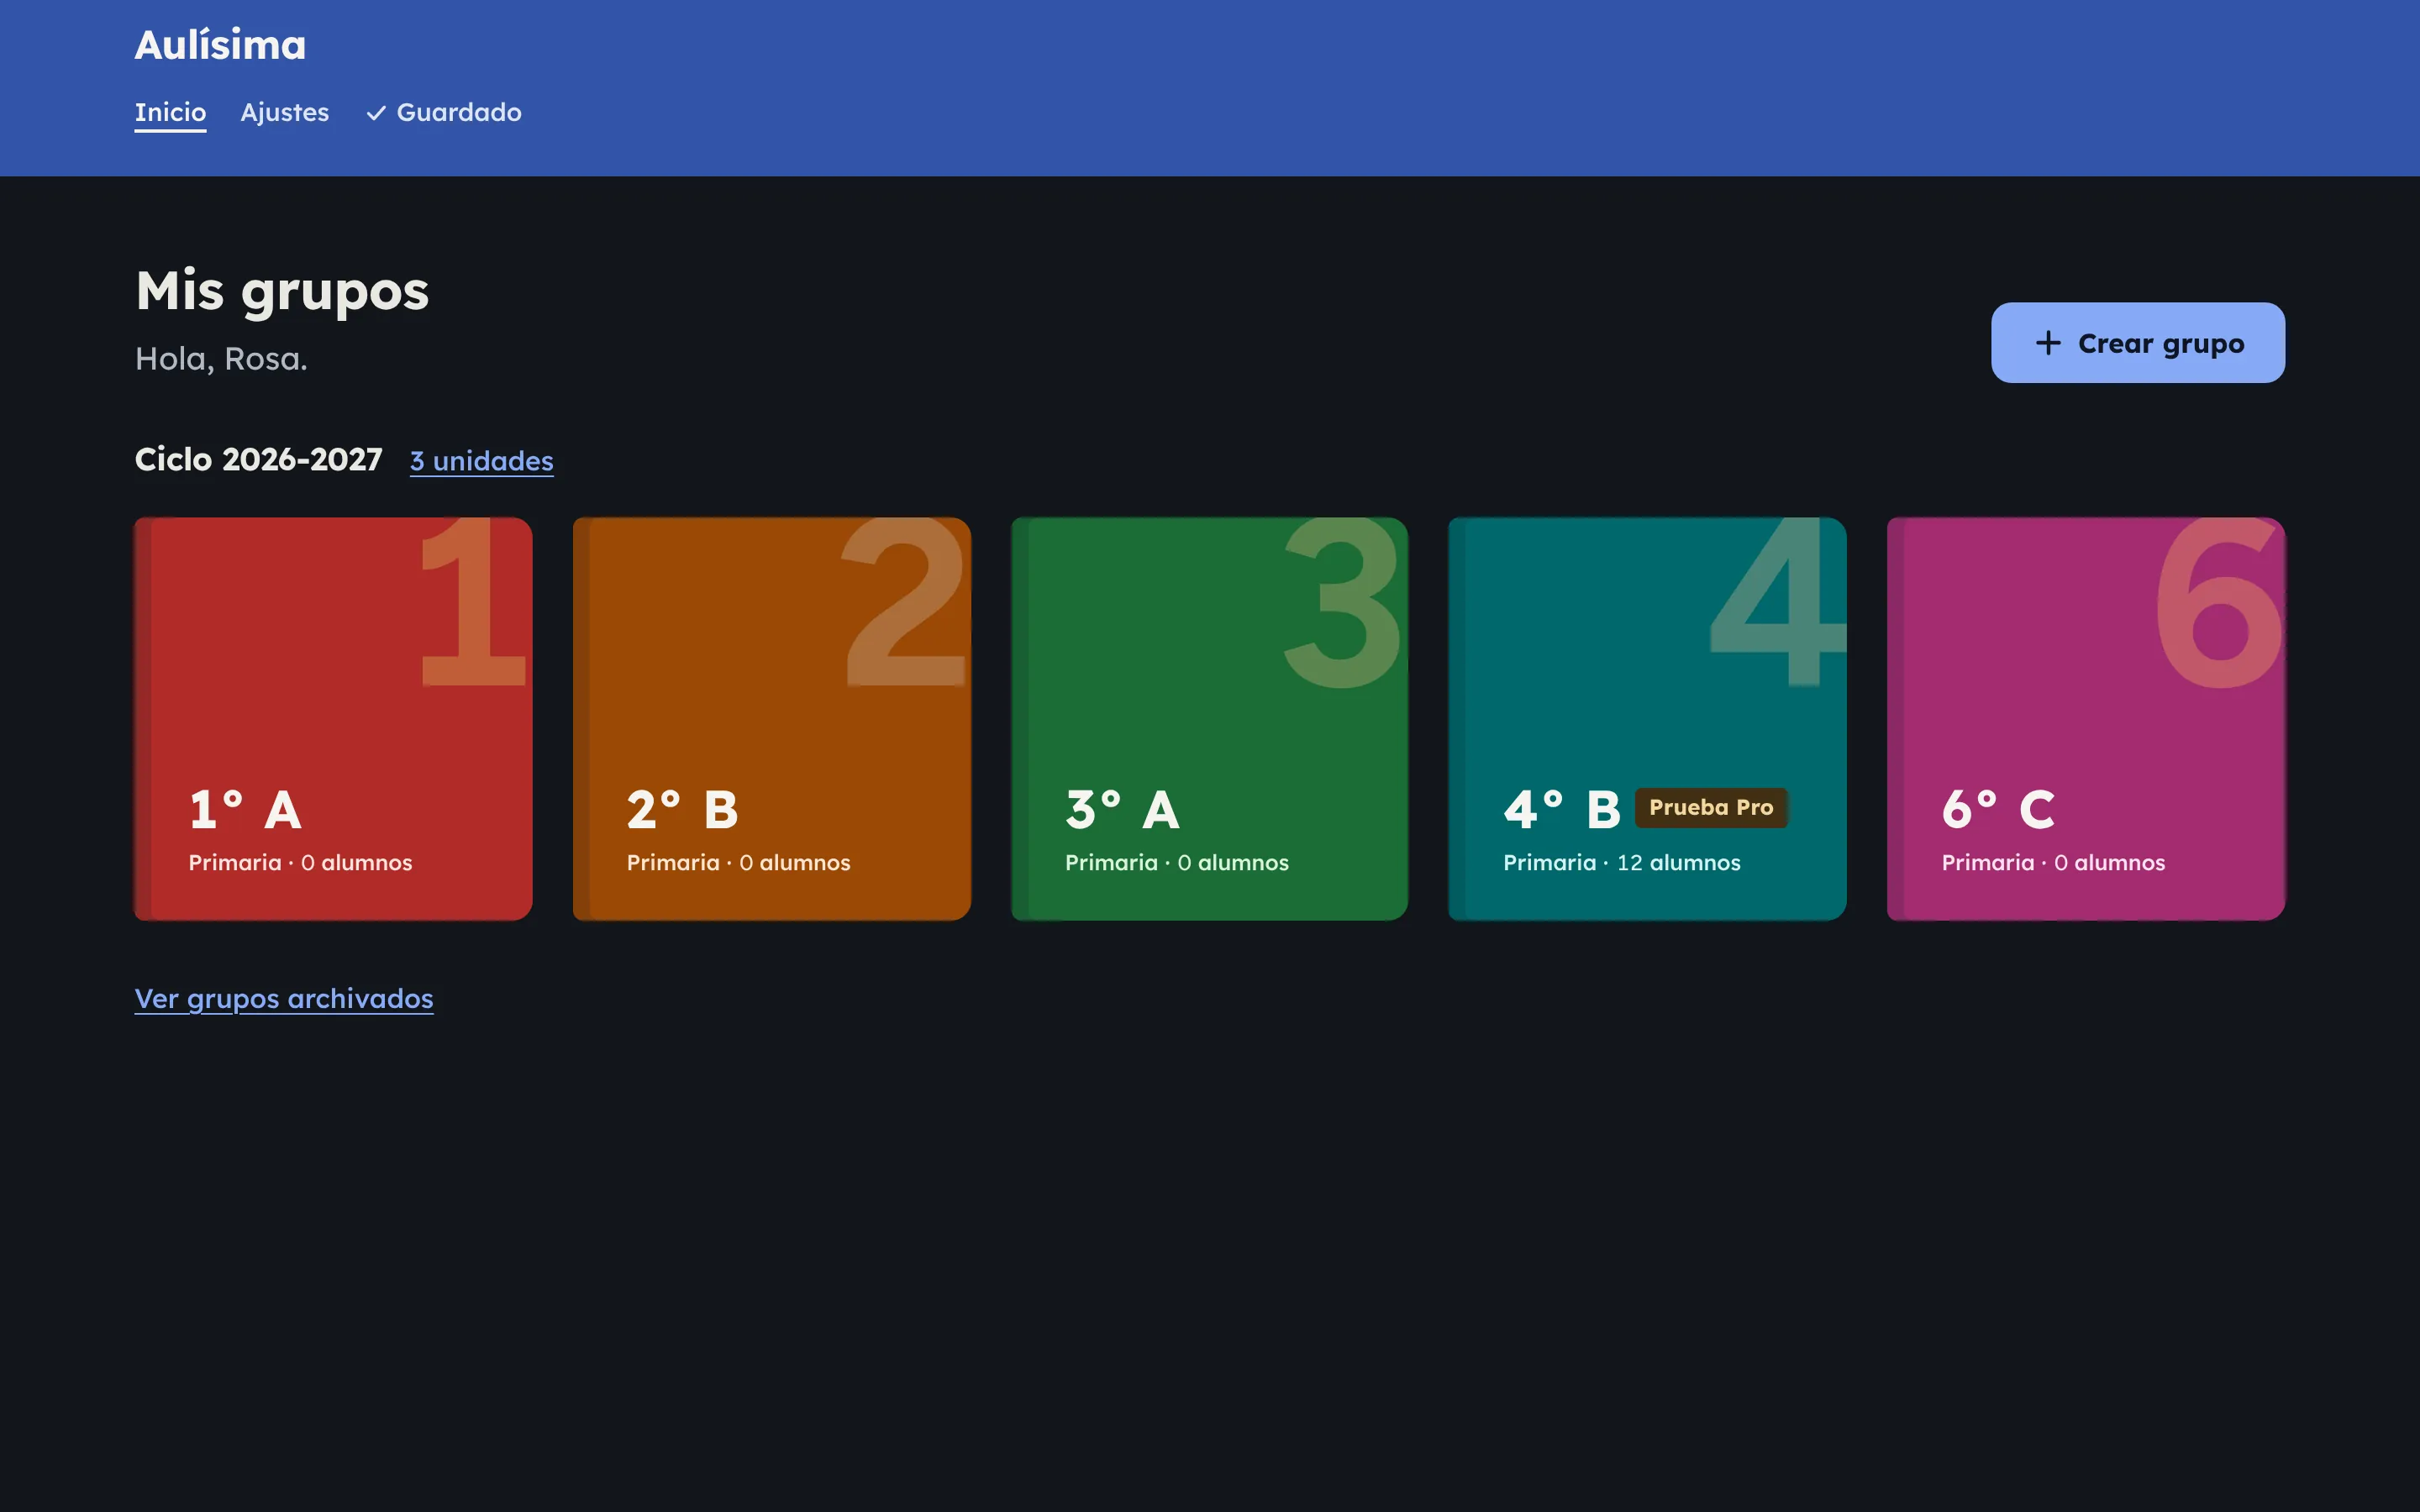 Aulísima
Inicio Ajustes Guardado
Mis grupos
Hola, Rosa.
Crear grupo
Ciclo 2026-2027 3 unidades
1
1° A
Primaria · 0 alumnos
2
2° B
Primaria · 0 alumnos
3
3° A
Primaria · 0 alumnos
4
4° B Prueba Pro
Primaria · 12 alumnos
6
6° C
Primaria · 0 alumnos
Ver grupos archivados